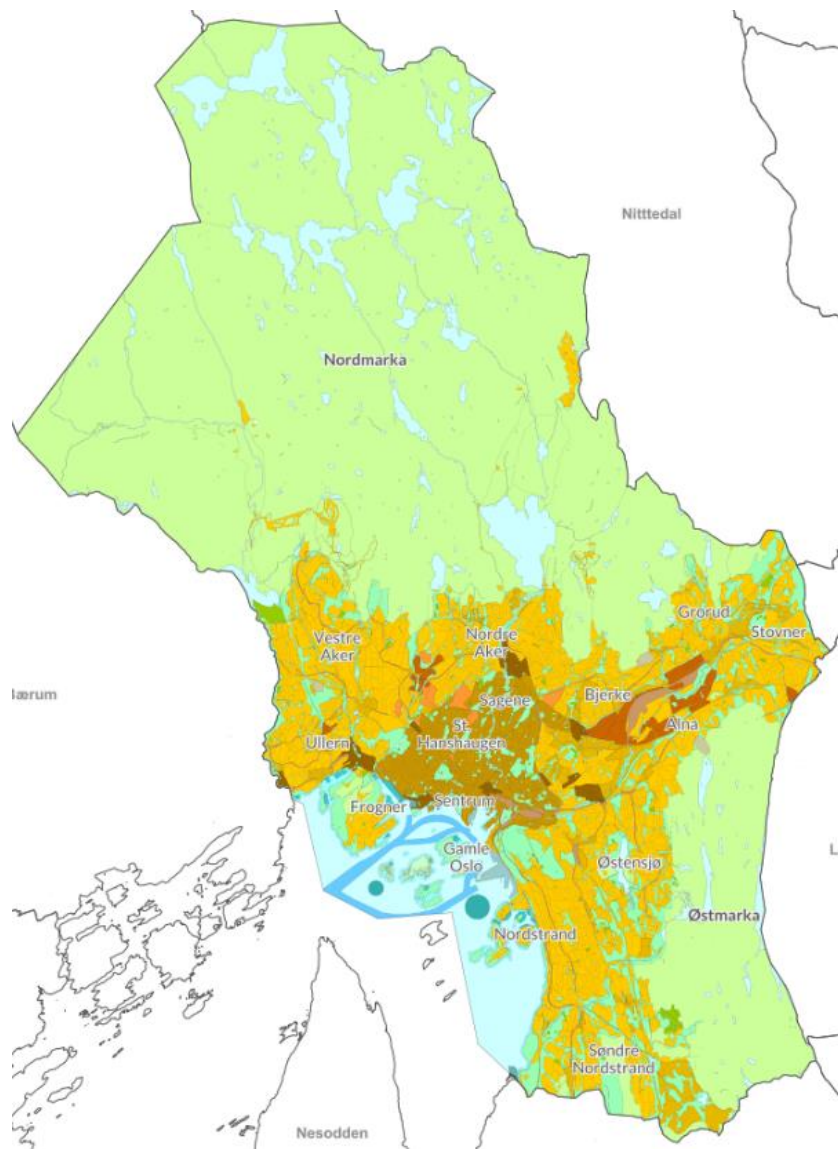 Nitttedal
Nordmarka
Grorud
Stovner
Vestre
Aker
Nordre
Aker
Bjerke
Sagene
Bærum
St.
Hanshaugen
Alna
Ullern
Frogner
Sentrum
Gamle
Oslo
Østensjø
L
Østmarka
Nordstrand
Søndre
Nordstrand
Nesodden